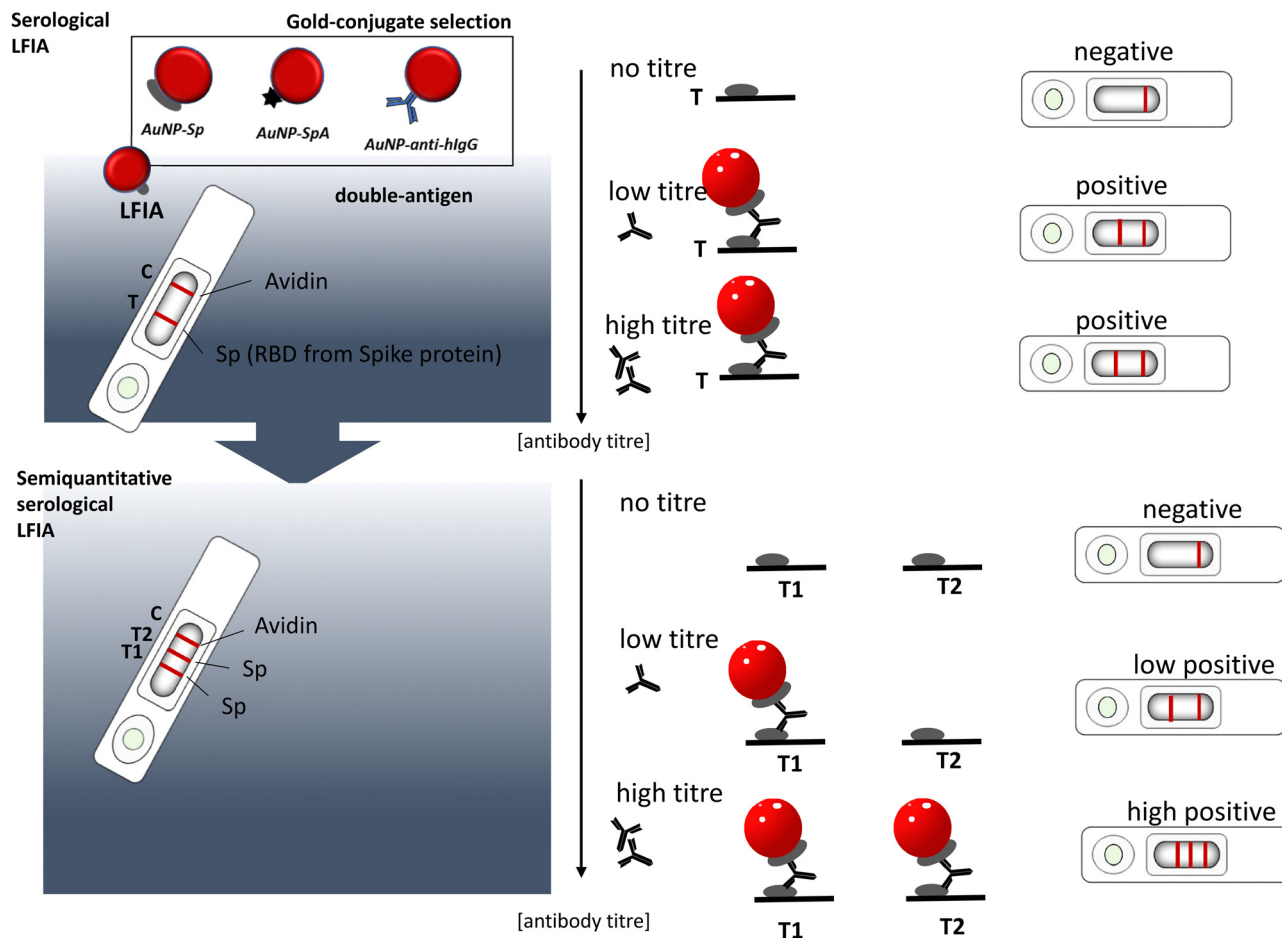 Serological
LFIA
Gold-conjugate selection
AuNP-Sp
AuNP-SpA
AuNP-anti-hIgG
double-antigen
LFIA
C
T
Avidin
Sp (RBD from Spike protein)
no titre
T
negative
low titre
T
positive
high titre
T
positive
[antibody titre]
Semiquantitative
serological
LFIA
C
T2
T1
Avidin
Sp
Sp
no titre
T1
T2
negative
low titre
T1
T2
low positive
high titre
T1
T2
high positive
[antibody titre]